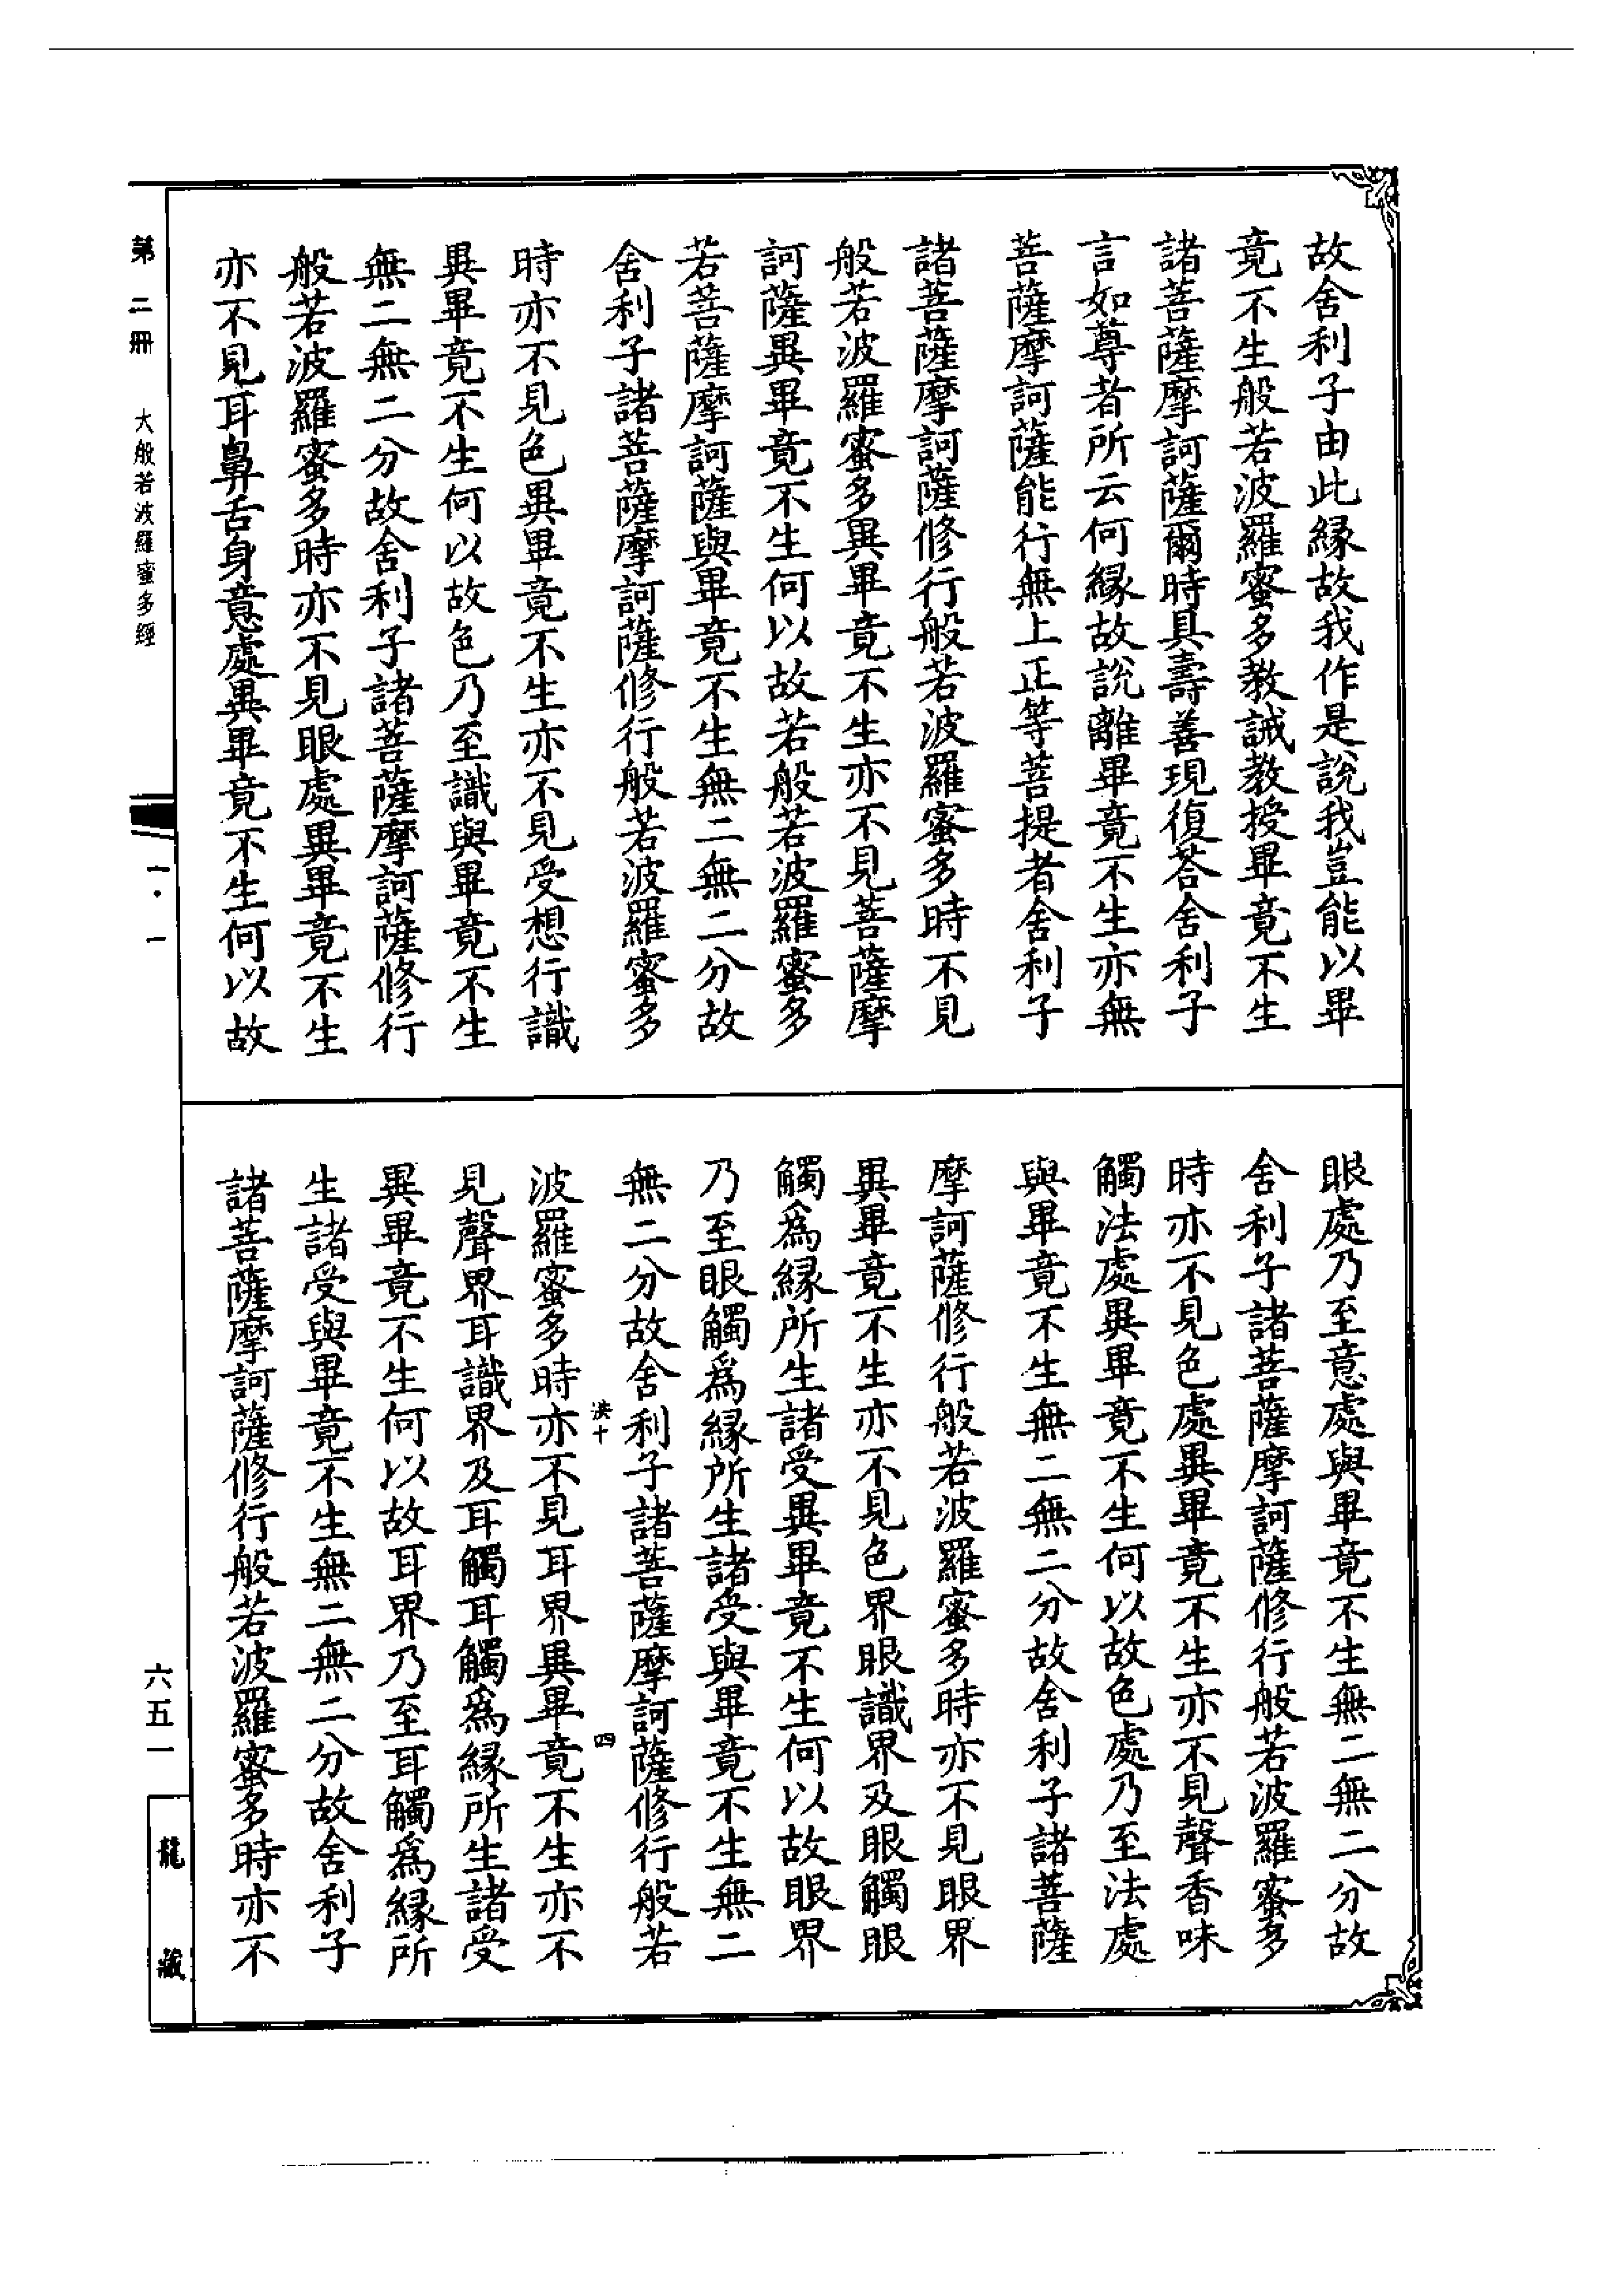 故舍利子由此縁故我作是說我豈能以畢
竟不生般若波羅蜜多教誡教授畢竟不生
諸菩薩摩訶薩爾時具壽善現復荅舍利子
言如尊者所云何縁故說離畢竟不生亦無
菩薩摩訶薩能行無上正等菩提者舍利子
諸菩薩摩訶薩修行般若波羅蜜多時不見
般若波羅蜜多異畢竟不生亦不見菩薩摩
訶薩異畢竟不生何以故若般若波羅蜜多
若菩薩摩訶薩與畢竟不生無二無二分故
舍利子諸菩薩摩訶薩修行般若波羅蜜多
時亦不見色異畢竟不生亦不見受想行識
異畢竟不生何以故色乃至識與畢竟不生
無二無二分故舍利子諸菩薩摩訶薩修行
般若波羅蜜多時亦不見眼處異畢竟不生
亦不見耳鼻舌身意處異畢竟不生何以故
眼處乃至意處與畢竟不生無二無二分故
舍利子諸菩薩摩訶薩修行般若波羅蜜多
時亦不見色處異畢竟不生亦不見聲香味
觸法處異畢竟不生何以故色處乃至法處
與畢竟不生無二無二分故舍利子諸菩薩
摩訶薩修行般若波羅蜜多時亦不見眼界
異畢竟不生亦不見色界眼識界及眼觸眼
觸爲縁所生諸受異畢竟不生何以故眼界
乃至眼觸爲縁所生諸受與畢竟不生無二
無二分故舍利子諸菩薩摩訶薩修行般若
十
四
波羅蜜多時亦不見耳界異畢竟不生亦不
見聲界耳識界及耳觸耳觸爲縁所生諸受
異畢竟不生何以故耳界乃至耳觸爲縁所
生諸受與畢竟不生無二無二分故舍利子
諸菩薩摩訶薩修行般若波羅蜜多時亦不
第二冊 大般若波羅蜜多經
一·一
六五一
龍藏